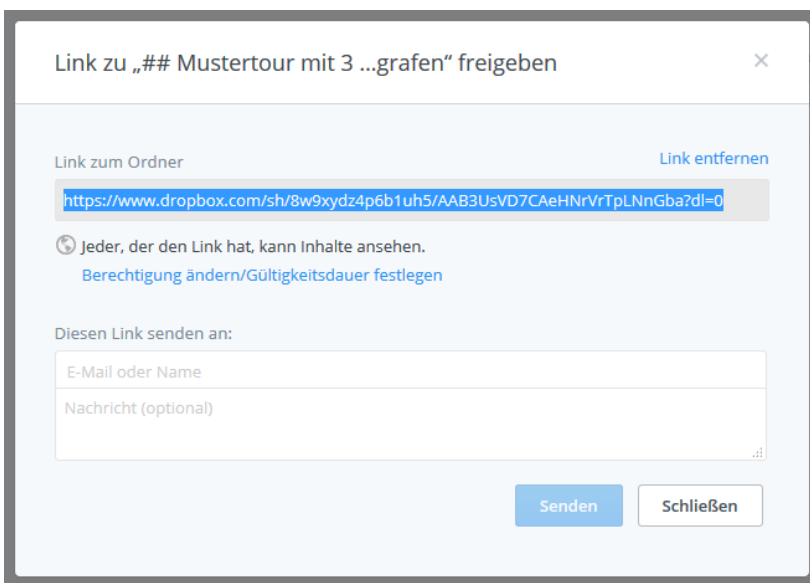 Link zu „## Mustertour mit 3 ...grafen“ freigeben
Link zum Ordner
Link entfernen
https://www.dropbox.com/sh/8w9xydz4p6b1uh5/AAB3UsVD7CAeHNrVrTpLNnGba?dl=0
Jeder, der den Link hat, kann Inhalte ansehen.
Berechtigung ändern/Gültigkeitsdauer festlegen
Diesen Link senden an:
E-Mail oder Name
Nachricht (optional)
Senden
Schließen